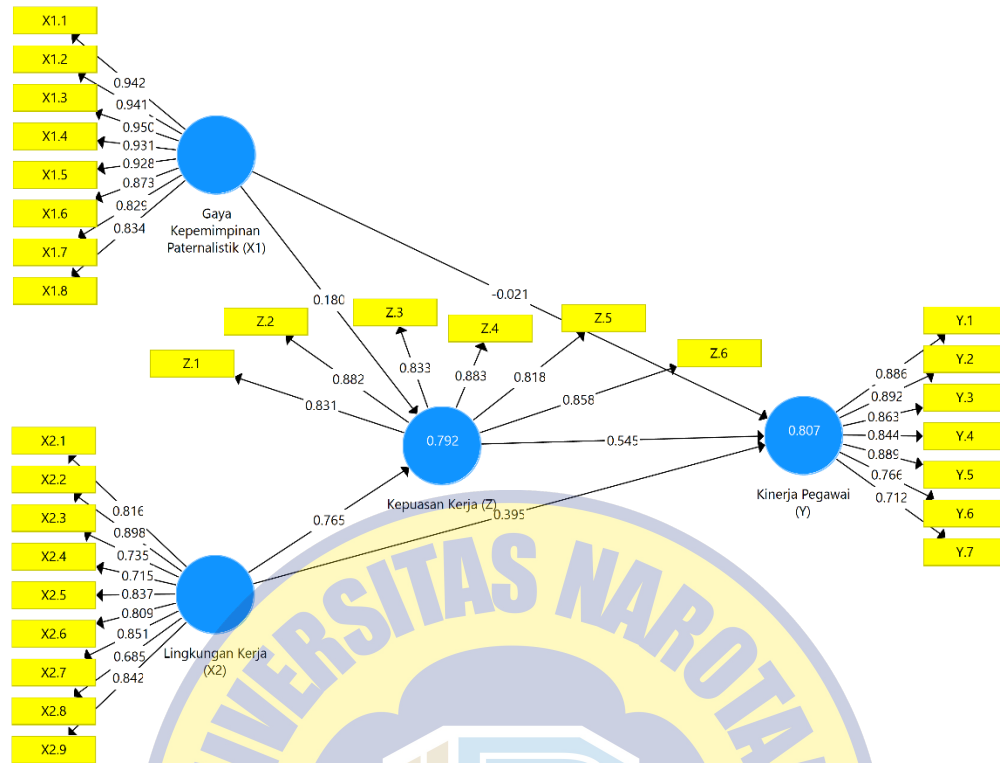 X1.1
X1.2
X1.3
X1.4
X1.5
X1.6
X1.7
X1.8
0.942
0.941
0.950
0.931
0.928
0.873
0.829
0.834
Gaya
Kepemimpinan
Paternalistik (X1)
0.180
-0.021
Z.1
Z.2
Z.3
Z.4
Z.5
Z.6
0.831
0.882
0.833
0.883
0.818
0.858
0.792
Kepuasan Kerja (Z)
0.545
0.765
0.395
Y.1
Y.2
Y.3
Y.4
Y.5
Y.6
Y.7
0.886
0.892
0.863
0.844
0.889
0.766
0.712
0.807
Kinerja Pegawai
(Y)
X2.1
X2.2
X2.3
X2.4
X2.5
X2.6
X2.7
X2.8
X2.9
0.816
0.898
0.735
0.715
0.837
0.809
0.851
0.685
0.842
Lingkungan Kerja
(X2)
VERSITAS NAROTA